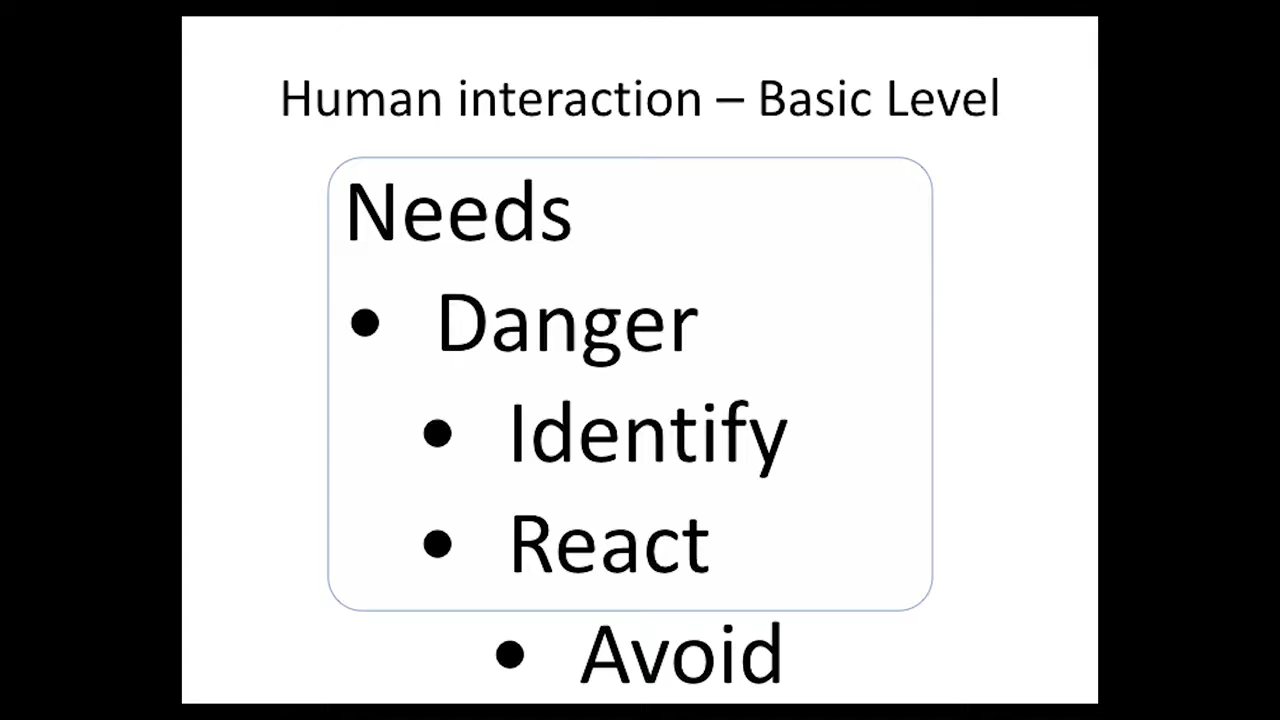 Human interaction – Basic Level
Needs
• Danger
• Identify
• React
• Avoid